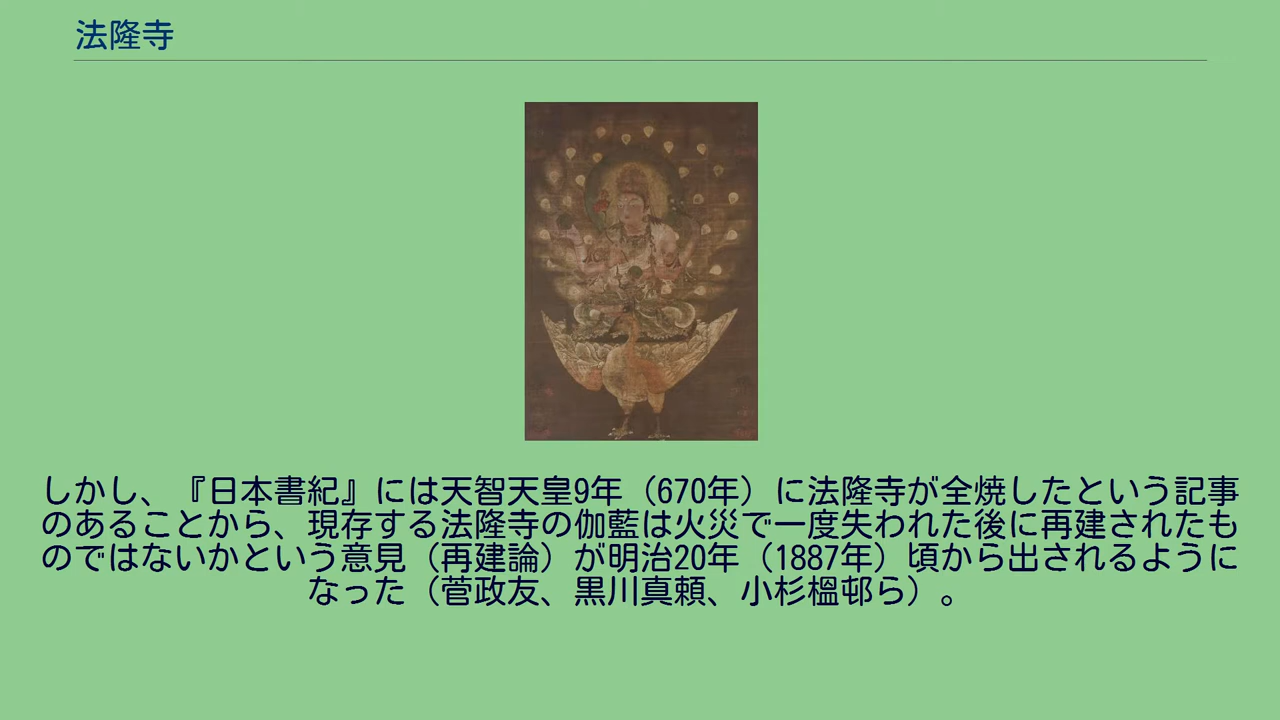 法隆寺
しかし、『日本書紀』には天智天皇9年（670年）に法隆寺が全焼したという記事
のあることから、現存する法隆寺の伽藍は火災で一度失われた後に再建されたも
のではないかという意見（再建論）が明治20年（1887年）頃から出されるように
なった（菅政友、黒川真頼、小杉榲邨ら）。